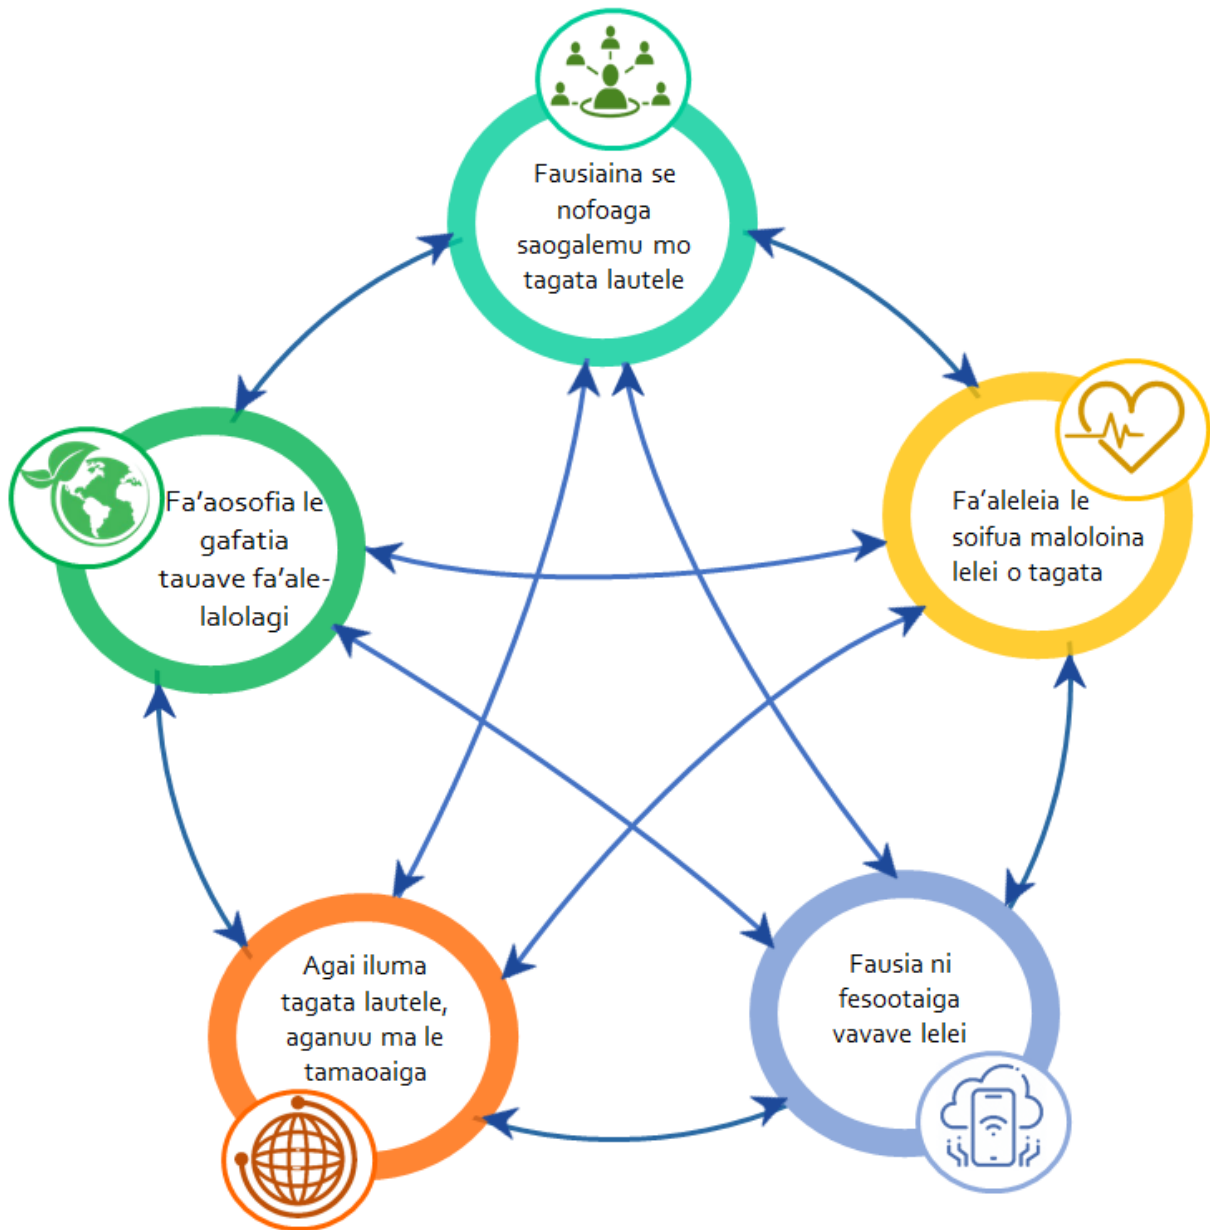 Fausiaina se
nofoaga
saogalemu mo
tagata lautele
Fa’aosofia le
gafatia
tauave fa’ale-
lalolagi
Fa’aleleia le
soifua maloloina
lelei o tagata
Agai iluma
tagata lautele,
aganuu ma le
tamaoaiga
Fausia ni
fesootaiga
vavave lelei